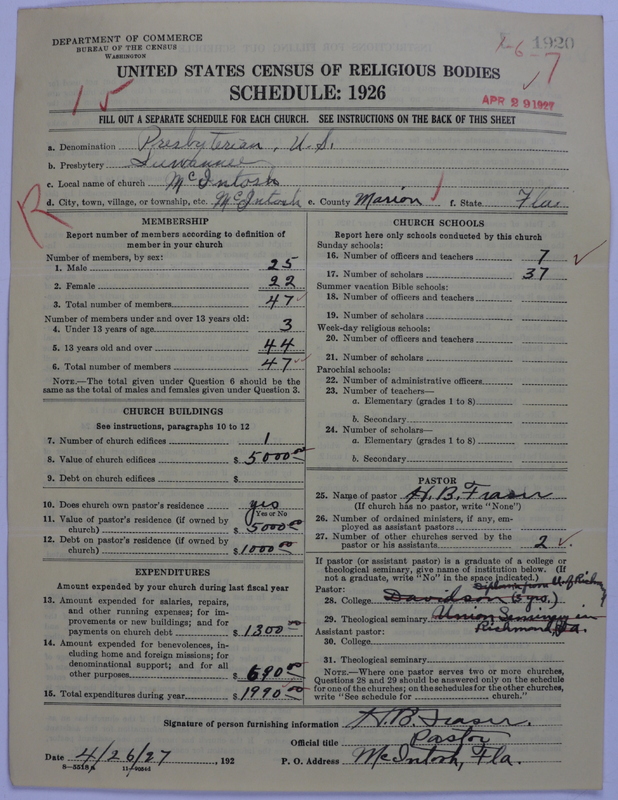 DEPARTMENT OF COMMERCE
BUREAU OF THE CENSUS
WASHINGTON
1920
6-7
UNITED STATES CENSUS OF RELIGIOUS BODIES
SCHEDULE: 1926
15
APR 29 1927
FILL OUT A SEPARATE SCHEDULE FOR EACH CHURCH. SEE INSTRUCTIONS ON THE BACK OF THIS SHEET
a. Denomination Presbyterian, U.S.
b. Presbytery Suwannee
c. Local name of church McIntosh
d. City, town, village, or township, etc. McIntosh e. County Marion f. State Fla.
R
MEMBERSHIP
Report number of members according to definition of member in your church
Number of members, by sex:
1. Male 25
2. Female 22
3. Total number of members 47
Number of members under and over 13 years old:
4. Under 13 years of age 3
5. 13 years old and over 44
6. Total number of members 47
NOTE.—The total given under Question 6 should be
same as the total of males and females given under Question 3.
CHURCH BUILDINGS
See instructions, paragraphs 10 to 12
7. Number of church edifices 1
8. Value of church edifices $ 5000.00
9. Debt on church edifices $
10. Does church own pastor's residence yes
Yes or No
11. Value of pastor's residence (if owned by
church) $ 5000.00
12. Debt on pastor's residence (if owned by
church) $ 1000.00
EXPENDITURES
Amount expended by your church during last fiscal year
13. Amount expended for salaries, repairs,
and other running expenses; for im-
provements or new buildings; and for
payments on church debt $ 1300.00
14. Amount expended for benevolences, in-
cluding home and foreign missions; for
denominational support; and for all
other purposes $ 690.00
15. Total expenditures during year $ 1990.00
CHURCH SCHOOLS
Report here only schools conducted by this church
Sunday schools:
16. Number of officers and teachers 7
17. Number of scholars 37
Summer vacation Bible schools:
18. Number of officers and teachers
19. Number of scholars
Week-day religious schools:
20. Number of officers and teachers
21. Number of scholars
Parochial schools:
22. Number of administrative officers
23. Number of teachers—
a. Elementary (grades 1 to 8)
b. Secondary
24. Number of scholars—
a. Elementary (grades 1 to 8)
b. Secondary
PASTOR
25. Name of pastor H. B. Fraser
(If church has no pastor, write "None")
26. Number of ordained ministers, if any, em-
ployed as assistant pastors
27. Number of other churches served by the
pastor or his assistants 2
If pastor (or assistant pastor) is a graduate of a college or
theological seminary, give name of institution below. (If
not a graduate, write "No" in the space indicated.)
Pastor: Diploma from U. of
28. College Davidson (3 yrs.)
29. Theological seminary Union Seminary in
Richmond, Va.
Assistant pastor:
30. College
31. Theological seminary
NOTE.—Where one pastor serves two or more churches,
Questions 28 and 29 should be answered only on the schedule
for one of the churches; on the schedules for the other churches,
write "See schedule for church."
Signature of person furnishing information H. B. Fraser.
Official title Pastor
Date 4/26/27, 192 P. O. Address McIntosh, Fla.